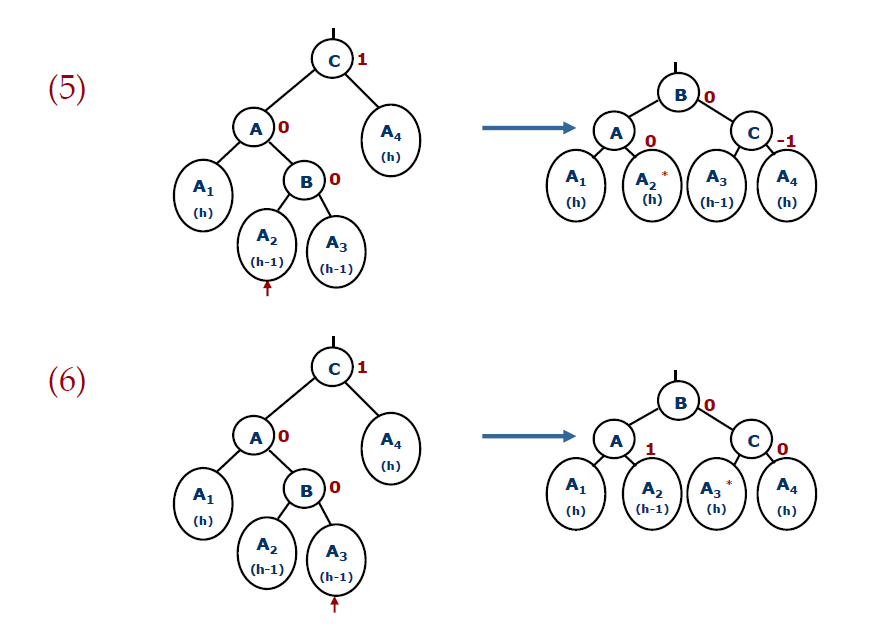 (5)
C 1
A 0
A4
(h)
A1
(h)
B 0
A2
(h-1)
A3
(h-1)
B 0
A 0
C -1
A1
(h)
A2 *
(h)
A3
(h-1)
A4
(h)
(6)
C 1
A 0
A4
(h)
A1
(h)
B 0
A2
(h-1)
A3
(h-1)
B 0
A 1
C 0
A1
(h)
A2
(h-1)
A3 *
(h)
A4
(h)